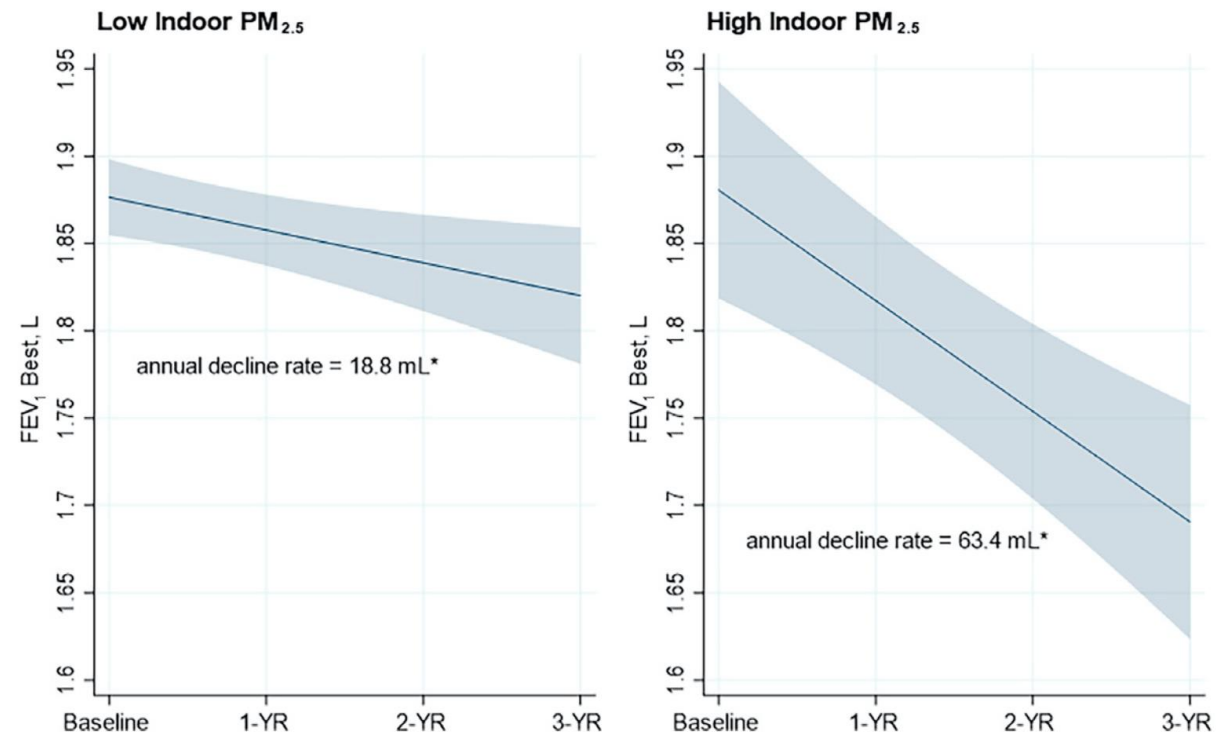 Low Indoor PM2.5
FEV1 Best, L
1.95
1.9
1.85
1.8
1.75
1.7
1.65
1.6
annual decline rate = 18.8 mL*
Baseline 1-YR 2-YR 3-YR
High Indoor PM2.5
FEV1 Best, L
1.95
1.9
1.85
1.8
1.75
1.7
1.65
1.6
annual decline rate = 63.4 mL*
Baseline 1-YR 2-YR 3-YR